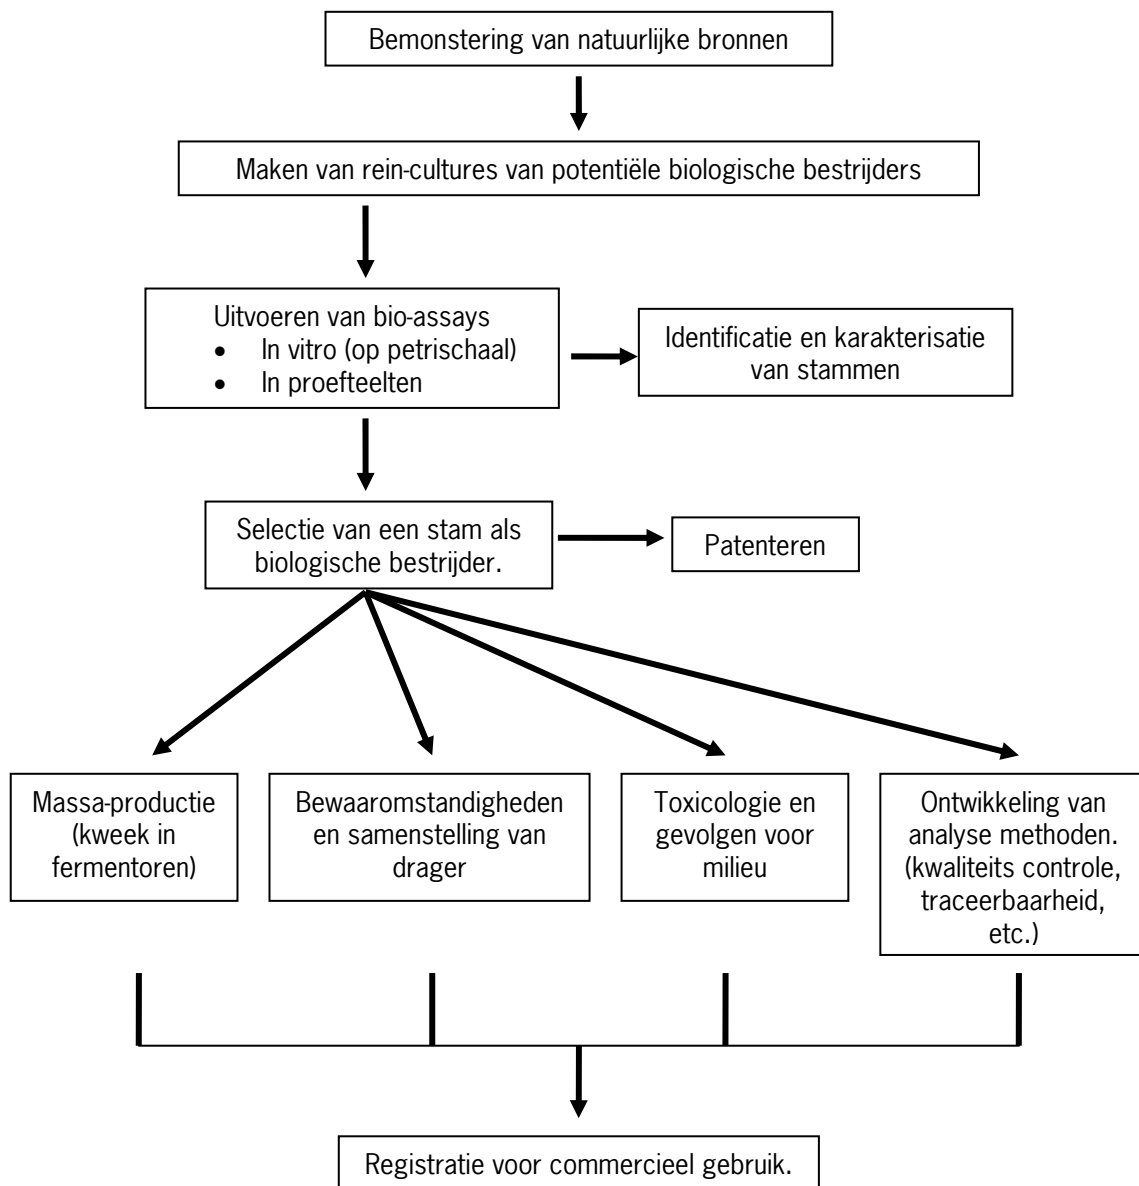 Bemonstering van natuurlijke bronnen
Maken van rein-cultures van potentiële biologische bestrijders
Uitvoeren van bio-assays
• In vitro (op petrischaal)
• In proefteelten
Identificatie en karakterisatie
van stammen
Selectie van een stam als
biologische bestrijder.
Patenteren
Massa-productie
(kweek in
fermentoren)
Bewaaromstandigheden
en samenstelling van
drager
Toxicologie en
gevolgen voor
milieu
Ontwikkeling van
analyse methoden.
(kwaliteits controle,
traceerbaarheid,
etc.)
Registratie voor commercieel gebruik.